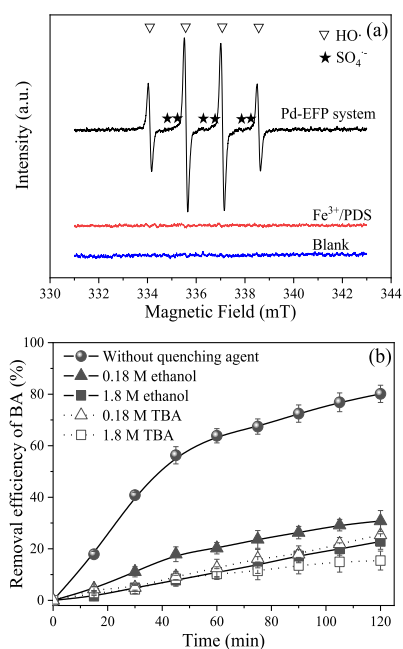 (a)
▽ HO·
★ SO₄·⁻
Pd-EFP system
Fe³⁺/PDS
Blank
Intensity (a.u.)
330 332 334 336 338 340 342 344
Magnetic Field (mT)
(b)
100
80
60
40
20
0
Without quenching agent
0.18 M ethanol
1.8 M ethanol
0.18 M TBA
1.8 M TBA
Removal efficiency of BA (%)
0 20 40 60 80 100 120
Time (min)